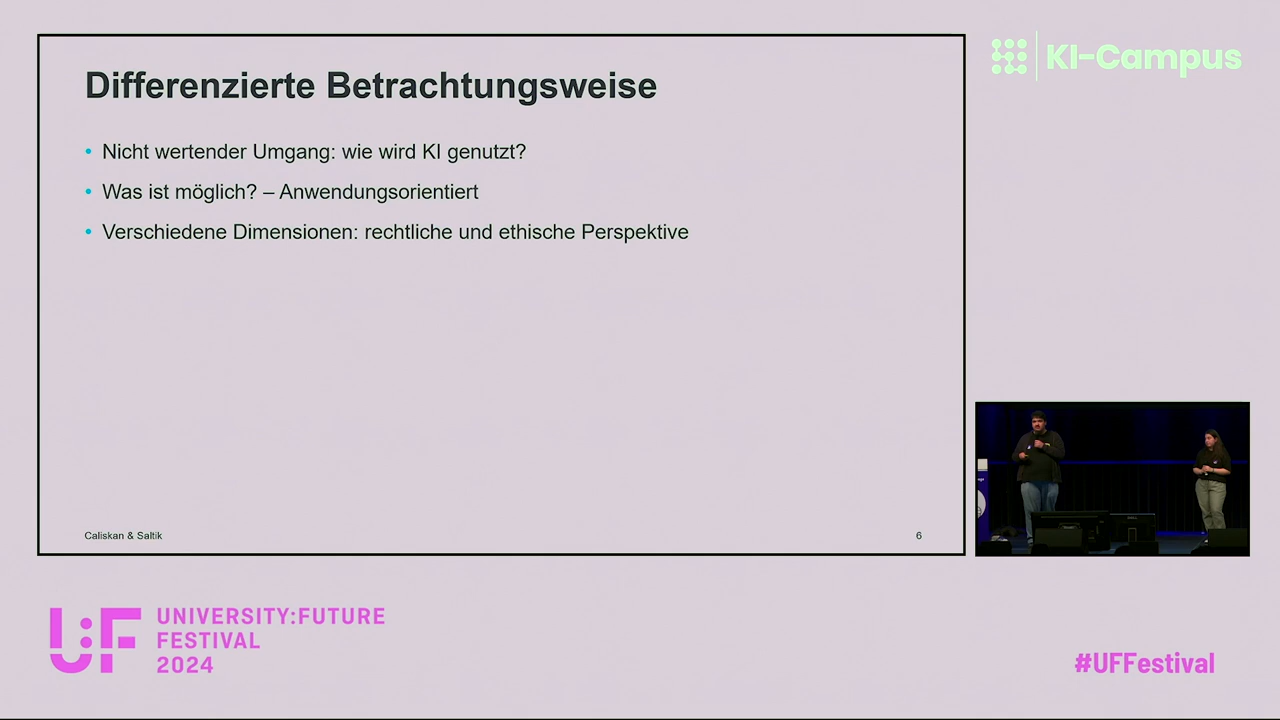 Differenzierte Betrachtungsweise
• Nicht wertender Umgang: wie wird KI genutzt?
• Was ist möglich? – Anwendungsorientiert
• Verschiedene Dimensionen: rechtliche und ethische Perspektive
Caliskan & Saltik
6
KI-Campus
U:F
UNIVERSITY:FUTURE
FESTIVAL
2024
#UFFestival